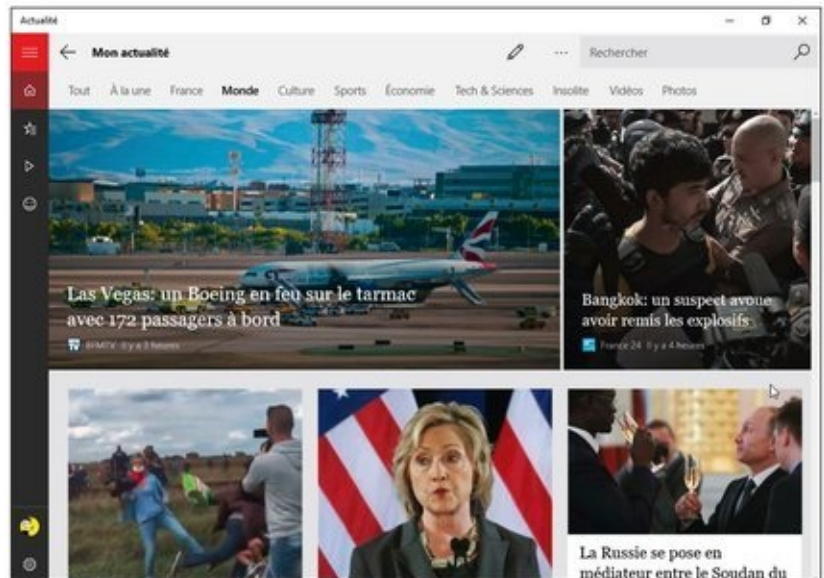 Actualité
Mon actualité
Rechercher
Tout À la une France Monde Culture Sports Économie Tech & Sciences Insolite Vidéos Photos
Las Vegas: un Boeing en feu sur le tarmac
avec 172 passagers à bord
BFMTV Il y a 3 heures
Bangkok: un suspect avoue
avoir remis les explosifs
France 24 Il y a 4 heures
La Russie se pose en
médiateur entre le Soudan du